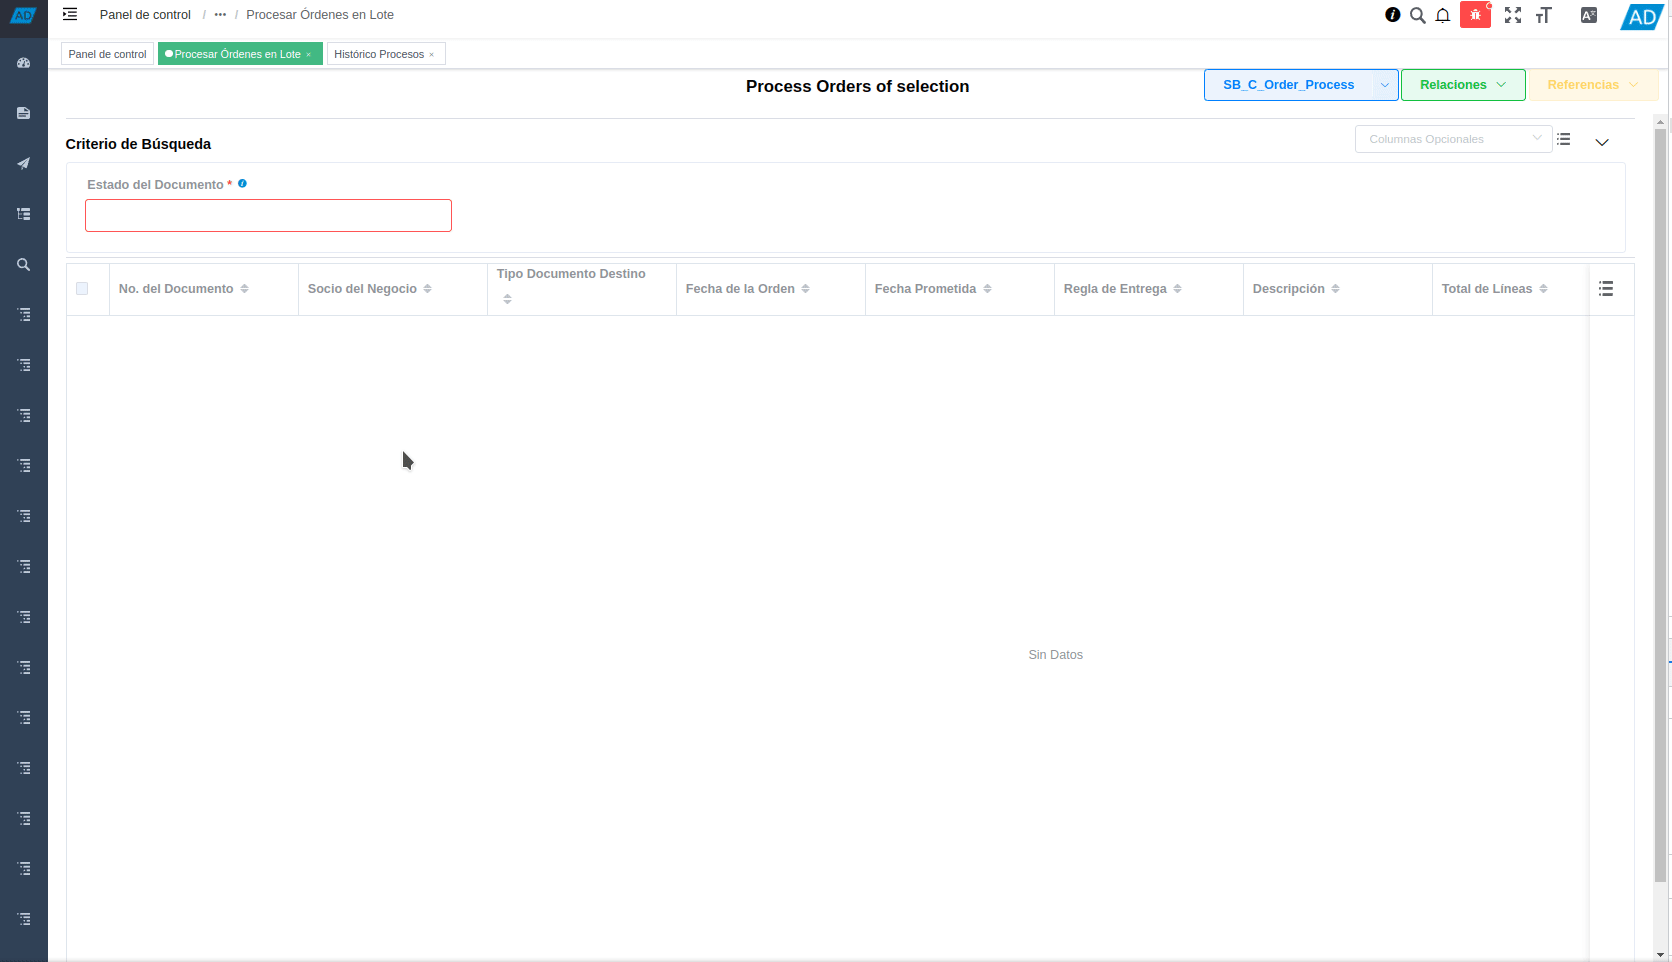 AD
Panel de control / ••• / Procesar Órdenes en Lote
AD
Panel de control
Procesar Órdenes en Lote ×
Histórico Procesos ×
Process Orders of selection
SB_C_Order_Process
Relaciones
Referencias
Criterio de Búsqueda
Columnas Opcionales
Estado del Documento *
No. del Documento
Socio del Negocio
Tipo Documento Destino
Fecha de la Orden
Fecha Prometida
Regla de Entrega
Descripción
Total de Líneas
Sin Datos